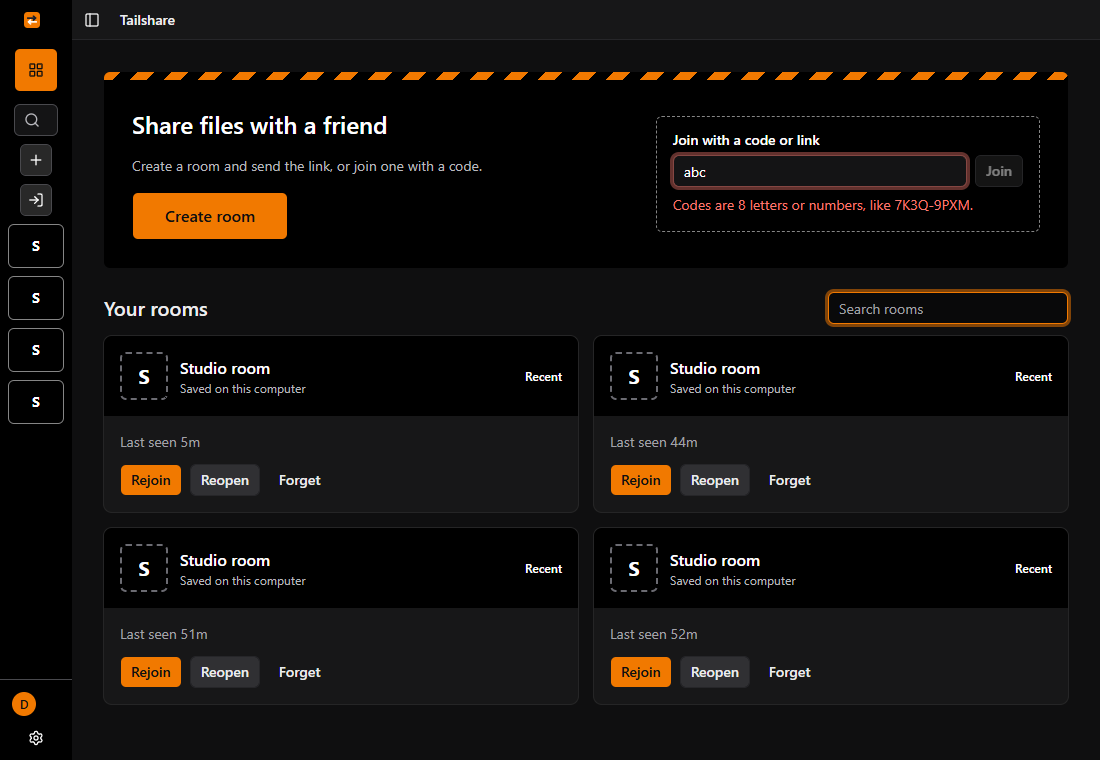 Tailshare
Share files with a friend
Create a room and send the link, or join one with a code.
Create room
Join with a code or link
abc
Join
Codes are 8 letters or numbers, like 7K3Q-9PXM.
S
S
S
S
D
Your rooms
Search rooms
S
Studio room
Saved on this computer
Recent
Last seen 5m
Rejoin
Reopen
Forget
S
Studio room
Saved on this computer
Recent
Last seen 44m
Rejoin
Reopen
Forget
S
Studio room
Saved on this computer
Recent
Last seen 51m
Rejoin
Reopen
Forget
S
Studio room
Saved on this computer
Recent
Last seen 52m
Rejoin
Reopen
Forget